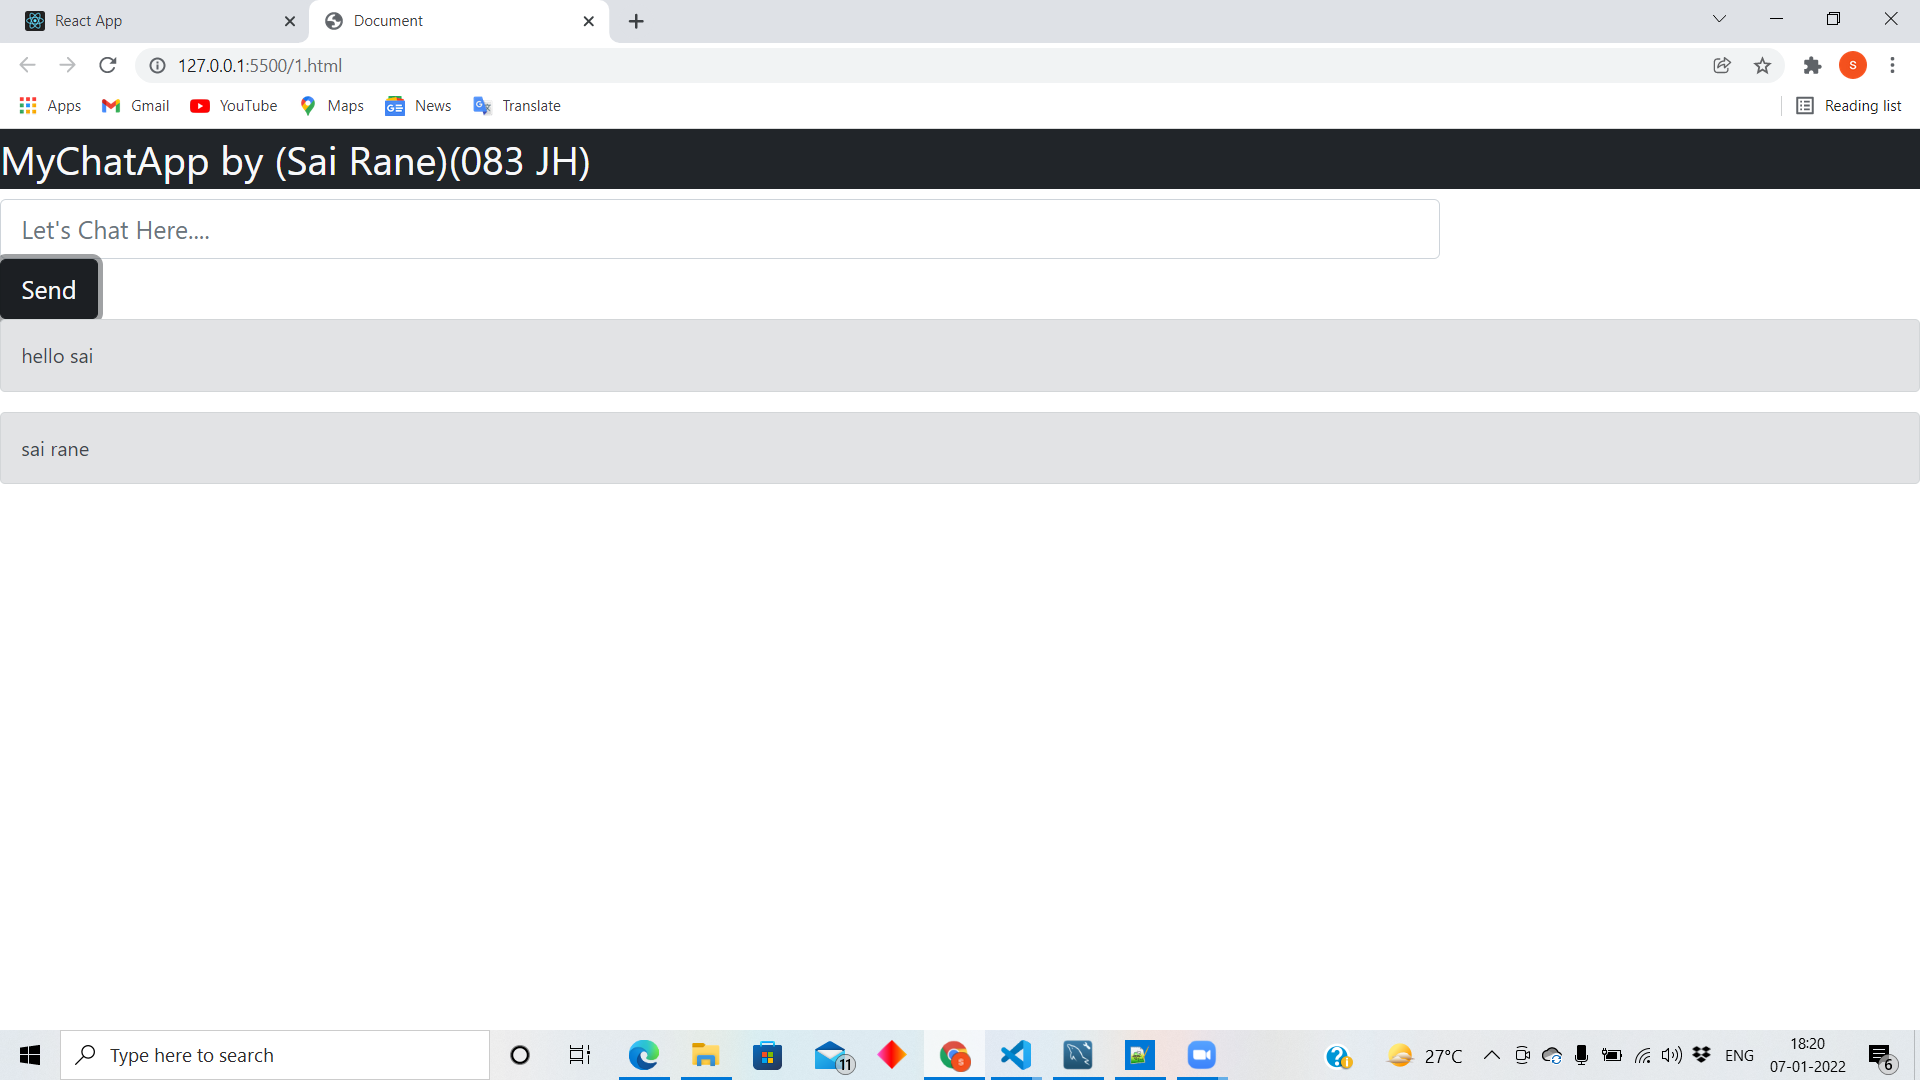 React App
Document
127.0.0.1:5500/1.html
S
Apps
Gmail
YouTube
Maps
News
Translate
Reading list
MyChatApp by (Sai Rane)(083 JH)
Let's Chat Here....
Send
hello sai
sai rane
Type here to search
11
27°C
ENG
18:20
07-01-2022
6